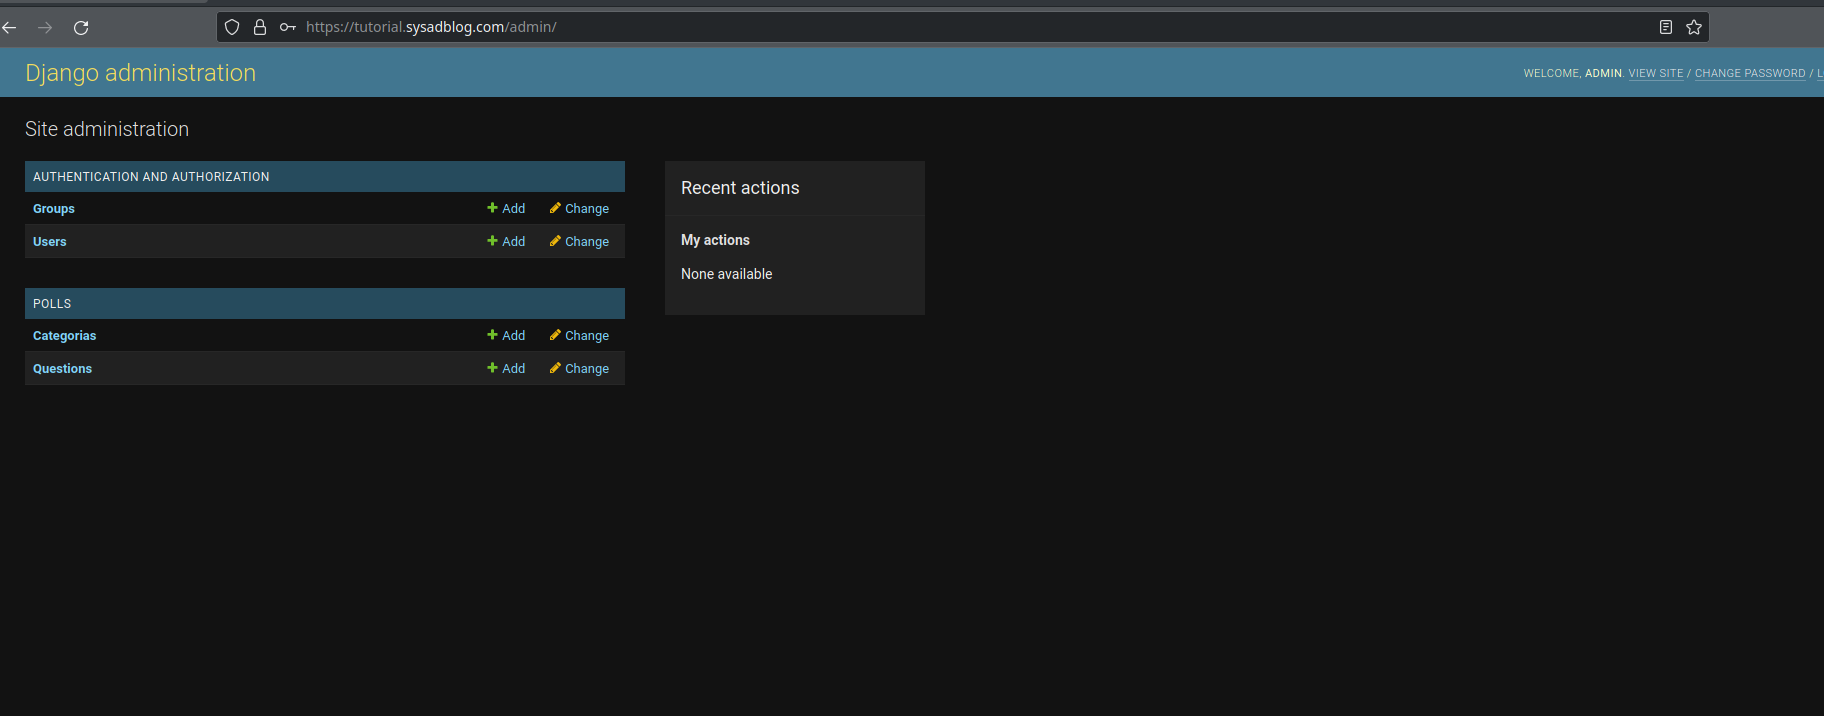 https://tutorial.sysadblog.com/admin/
Django administration
WELCOME, ADMIN. VIEW SITE / CHANGE PASSWORD /
Site administration
AUTHENTICATION AND AUTHORIZATION
Groups Add Change
Users Add Change
POLLS
Categorias Add Change
Questions Add Change
Recent actions
My actions
None available